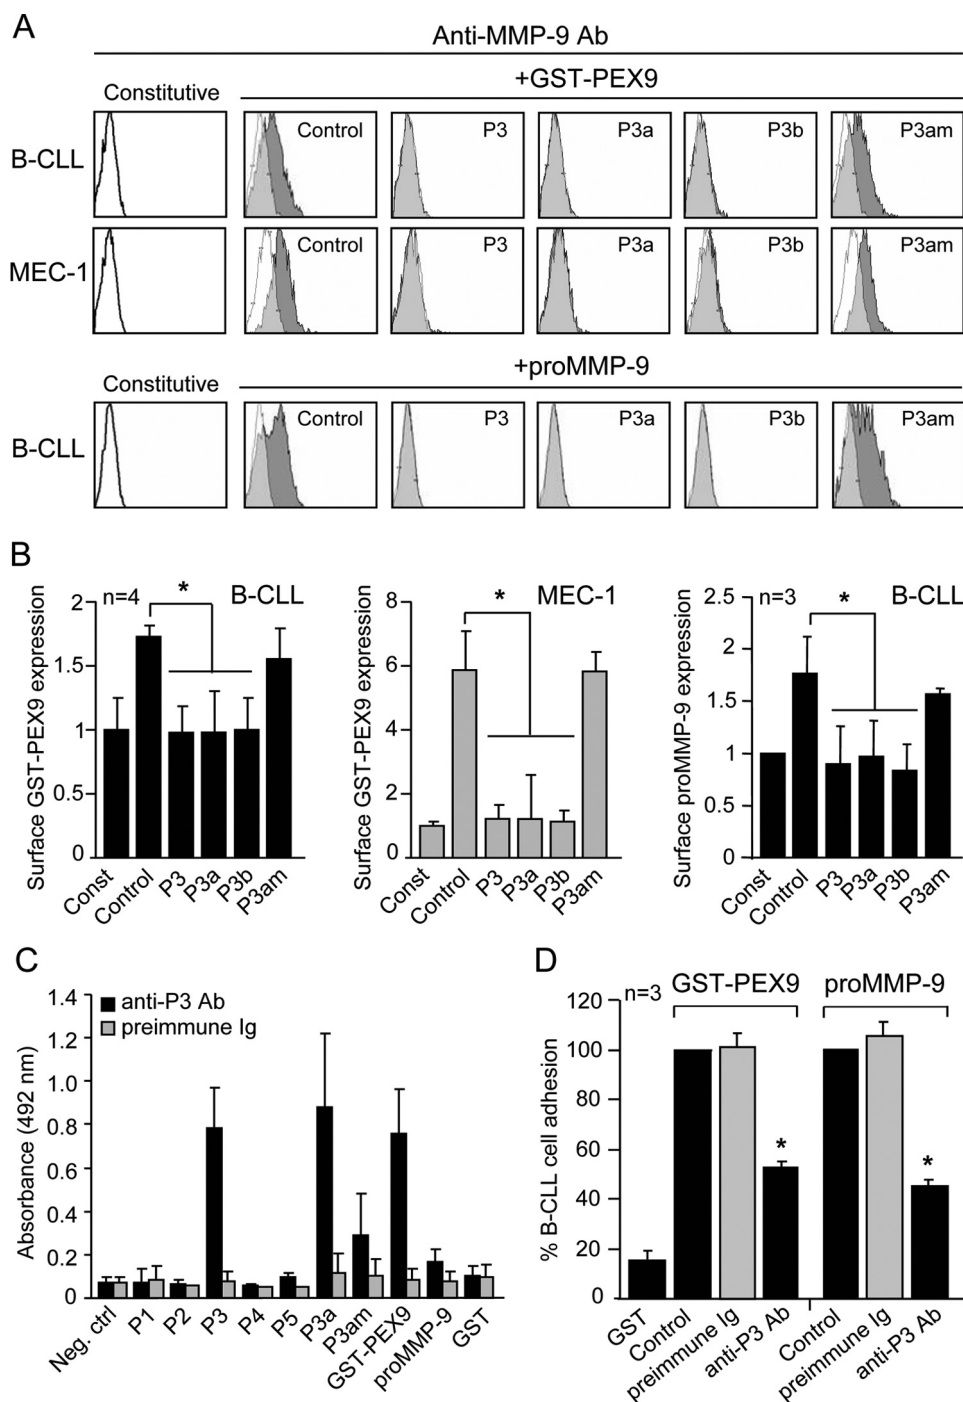 A
Anti-MMP-9 Ab
+GST-PEX9
Constitutive
B-CLL
Control
P3
P3a
P3b
P3am
MEC-1
Control
P3
P3a
P3b
P3am
+proMMP-9
Constitutive
B-CLL
Control
P3
P3a
P3b
P3am
B
Surface GST-PEX9 expression
n=4
*
B-CLL
2
1.5
1
0.5
0
Const
Control
P3
P3a
P3b
P3am
Surface GST-PEX9 expression
*
MEC-1
8
6
4
2
0
Const
Control
P3
P3a
P3b
P3am
Surface proMMP-9 expression
n=3
*
B-CLL
2.5
2
1.5
1
0.5
0
Const
Control
P3
P3a
P3b
P3am
C
Absorbance (492 nm)
1.4
1.2
1.0
0.8
0.6
0.4
0.2
0
anti-P3 Ab
preimmune Ig
Neg. ctrl
P1
P2
P3
P4
P5
P3a
P3am
GST-PEX9
proMMP-9
GST
D
% B-CLL cell adhesion
n=3
GST-PEX9
proMMP-9
120
100
80
60
40
20
0
*
*
GST
Control
preimmune Ig
anti-P3 Ab
Control
preimmune Ig
anti-P3 Ab